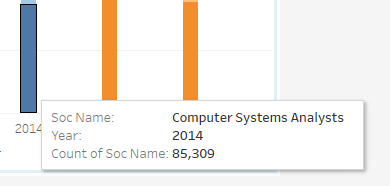 Soc Name: Computer Systems Analysts
2014 Year: 2014
Count of Soc Name: 85,309